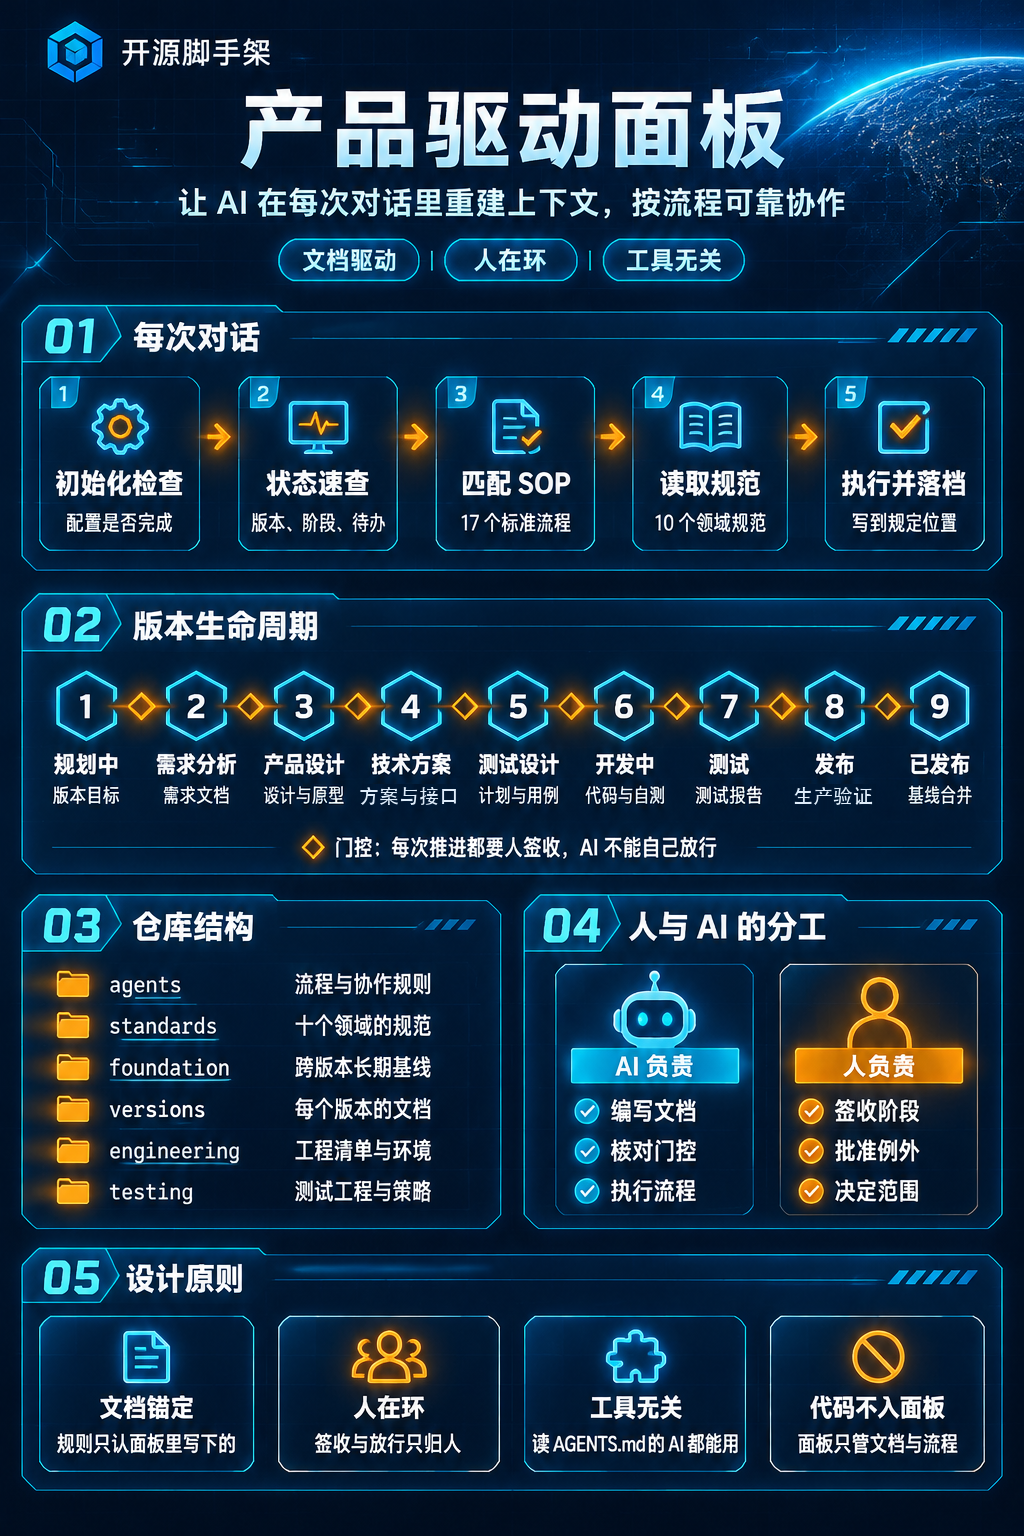 开源脚手架
产品驱动面板
让 AI 在每次对话里重建上下文，按流程可靠协作
文档驱动 | 人在环 | 工具无关
01 每次对话
1 2 3 4 5
初始化检查 状态速查 匹配 SOP 读取规范 执行并落档
配置是否完成 版本、阶段、待办 17 个标准流程 10 个领域规范 写到规定位置
02 版本生命周期
1 2 3 4 5 6 7 8 9
规划中 需求分析 产品设计 技术方案 测试设计 开发中 测试 发布 已发布
版本目标 需求文档 设计与原型 方案与接口 计划与用例 代码与自测 测试报告 生产验证 基线合并
门控：每次推进都要人签收，AI 不能自己放行
03 仓库结构
agents 流程与协作规则
standards 十个领域的规范
foundation 跨版本长期基线
versions 每个版本的文档
engineering 工程清单与环境
testing 测试工程与策略
04 人与 AI 的分工
AI 负责
编写文档
核对门控
执行流程
人负责
签收阶段
批准例外
决定范围
05 设计原则
文档锚定 人在环 工具无关 代码不入面板
规则只认面板里写下的 签收与放行只归人 读 AGENTS.md 的 AI 都能用 面板只管文档与流程